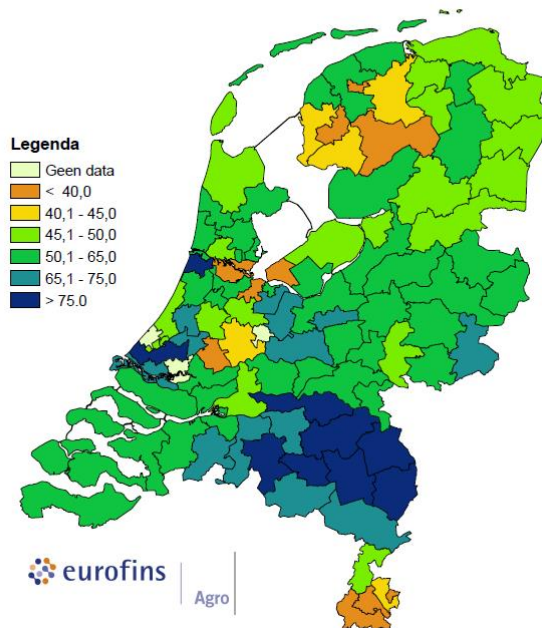 Legenda
Geen data
< 40,0
40,1 - 45,0
45,1 - 50,0
50,1 - 65,0
65,1 - 75,0
> 75.0
eurofins
Agro